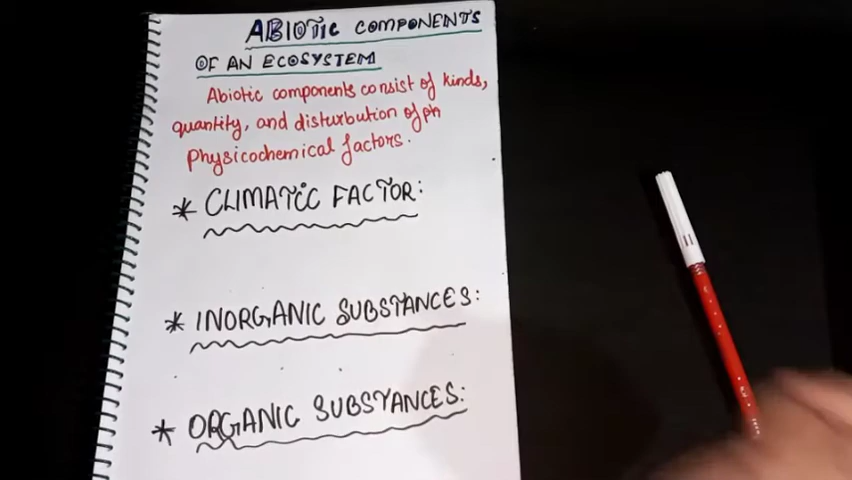 ABIOTIC COMPONENTS
OF AN ECOSYSTEM
Abiotic components consist of kinds,
quantity, and disturbution of ph
Physicochemical factors.
* CLIMATIC FACTOR:
* INORGANIC SUBSTANCES:
* ORGANIC SUBSTANCES: